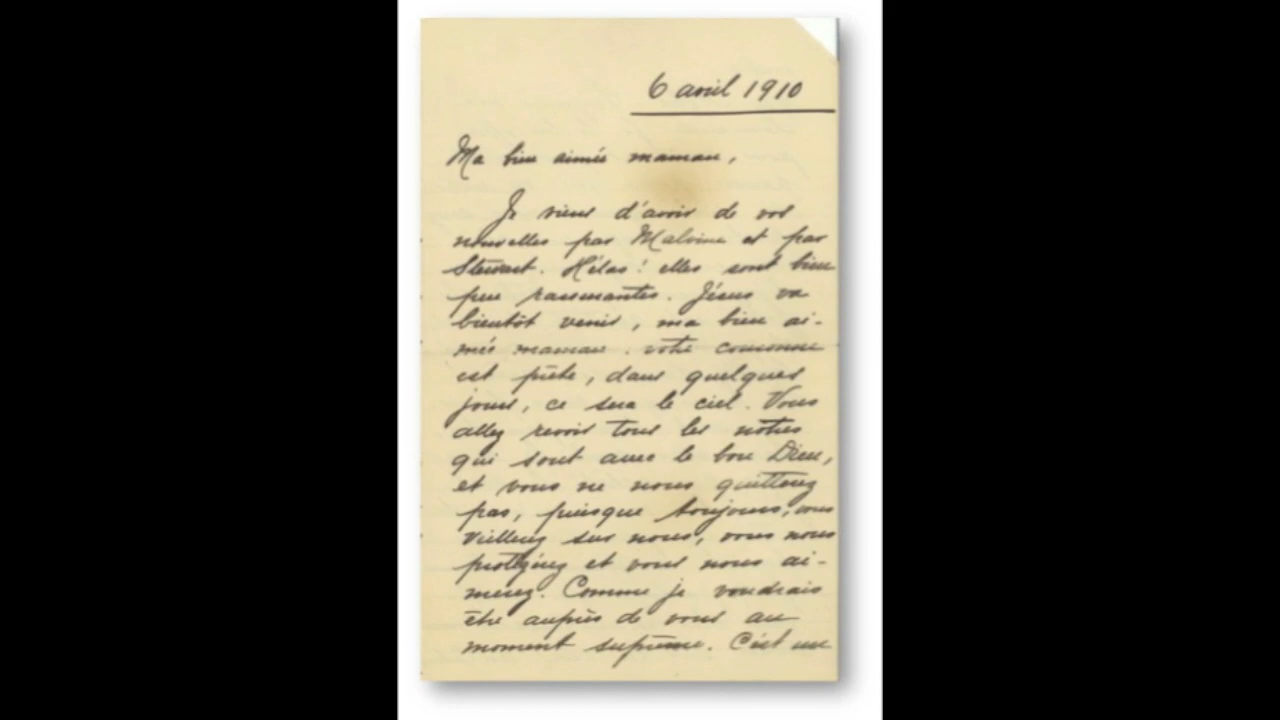 6 avril 1910
Ma bien aimée maman,
Je viens d'avoir de vos
nouvelles par Malvina et par
Stewart. Hélas! elles sont bien
peu rassurantes. Jésus va
bientôt venir, ma bien ai-
mée maman. votre couronne
est prête, dans quelques
jours, ce sera le ciel. Vous
allez revoir tous les nôtres
qui sont avec le bon Dieu,
et vous ne nous quitterez
pas, puisque toujours, vous
vieillerez sur nous, vous nous
protégerez et vous nous ai-
merez. Comme je voudrais
être auprès de vous au
moment suprême. C'est une